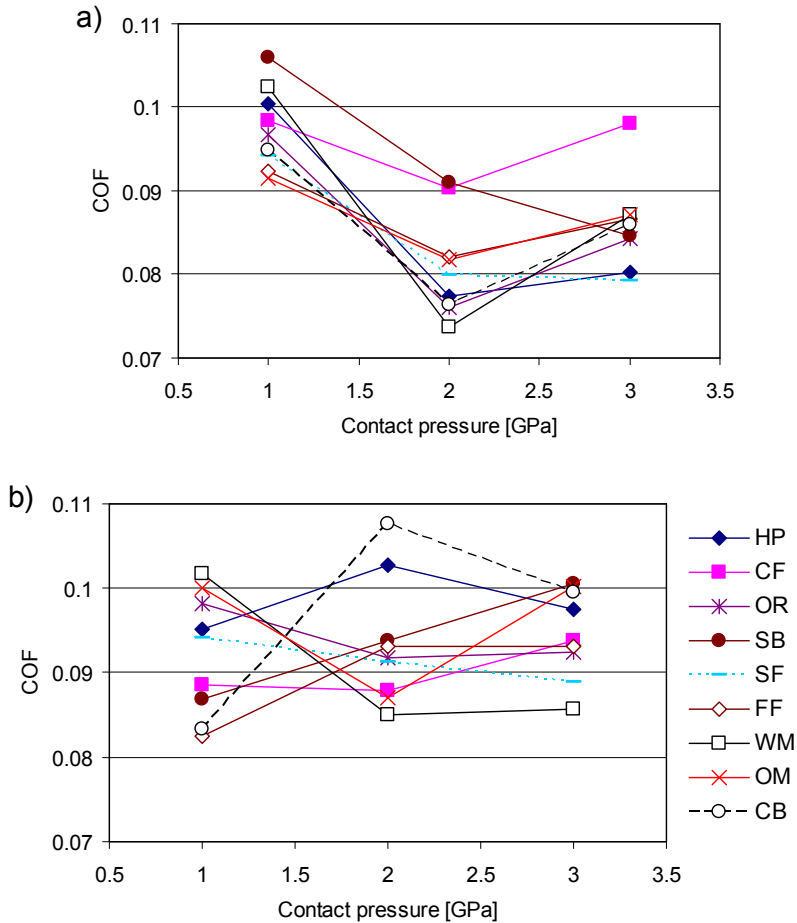 a)
0.11
0.1
0.09
0.08
0.07
COF
0.5 1 1.5 2 2.5 3 3.5
Contact pressure [GPa]
b)
0.11
0.1
0.09
0.08
0.07
COF
0.5 1 1.5 2 2.5 3 3.5
Contact pressure [GPa]
HP
CF
OR
SB
SF
FF
WM
OM
CB